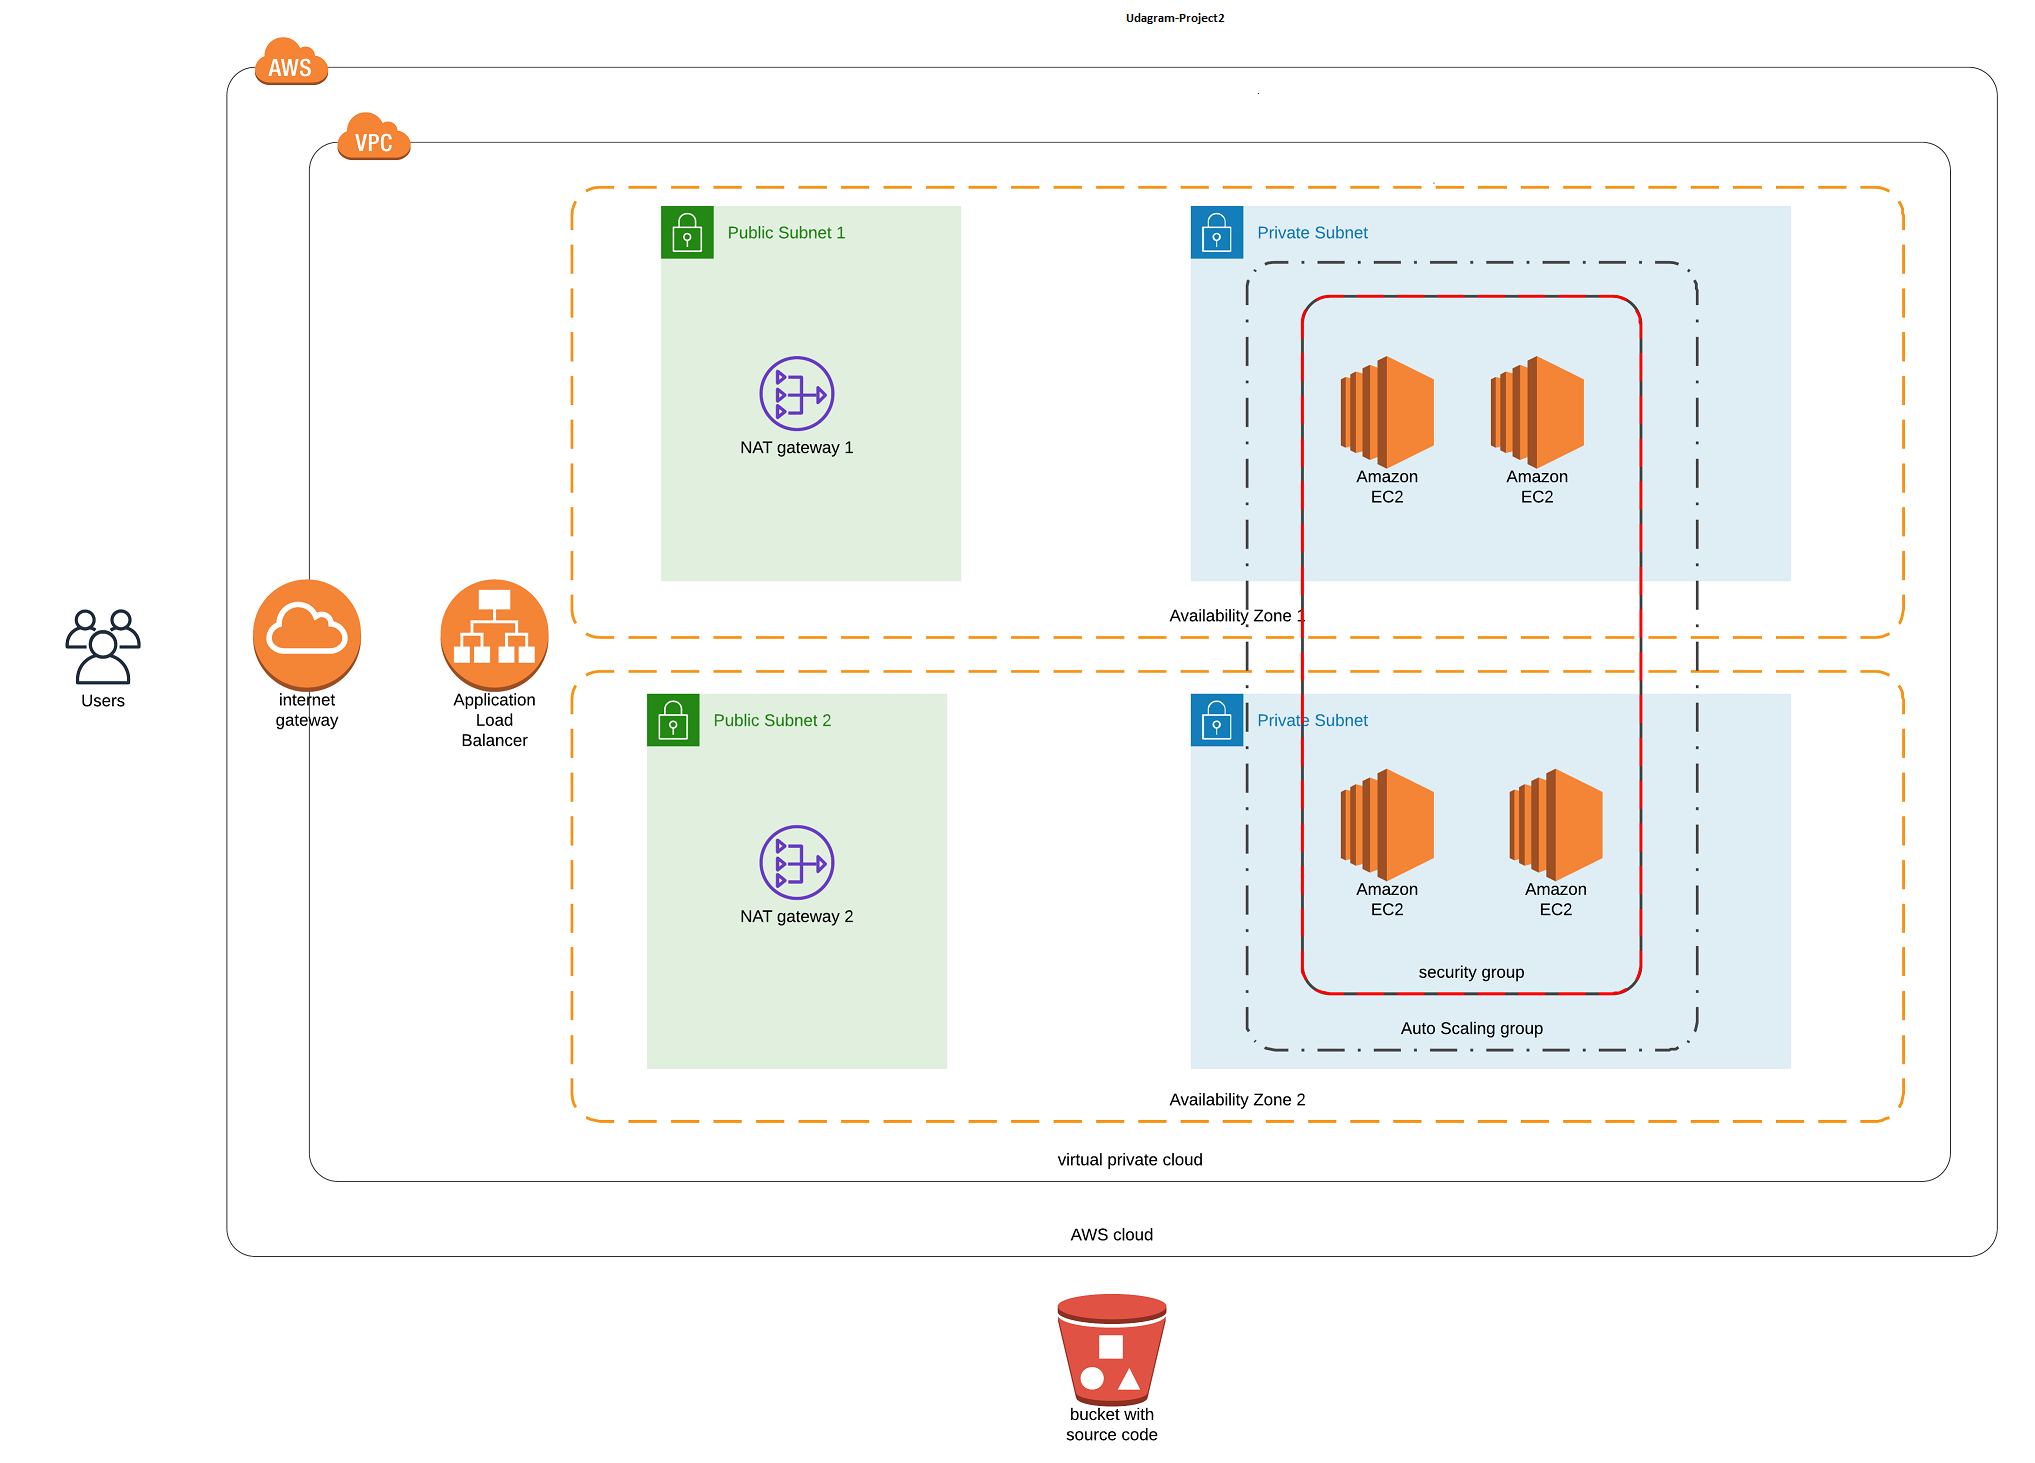 Udagram-Project2
AWS
VPC
Public Subnet 1
Private Subnet
NAT gateway 1
Amazon
EC2
Amazon
EC2
Availability Zone 1
Users
internet
gateway
Application
Load
Balancer
Public Subnet 2
Private Subnet
NAT gateway 2
Amazon
EC2
Amazon
EC2
security group
Auto Scaling group
Availability Zone 2
virtual private cloud
AWS cloud
bucket with
source code